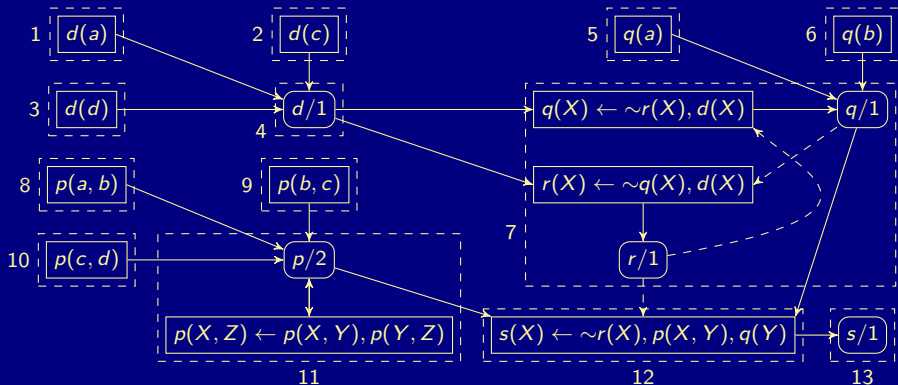 1 d(a) 2 d(c) 5 q(a) 6 q(b)
3 d(d) d/1 q(X) ← ∼r(X), d(X) q/1
4
8 p(a, b) 9 p(b, c) r(X) ← ∼q(X), d(X)
7
10 p(c, d) p/2 r/1
p(X, Z) ← p(X, Y), p(Y, Z) s(X) ← ∼r(X), p(X, Y), q(Y) s/1
11 12 13